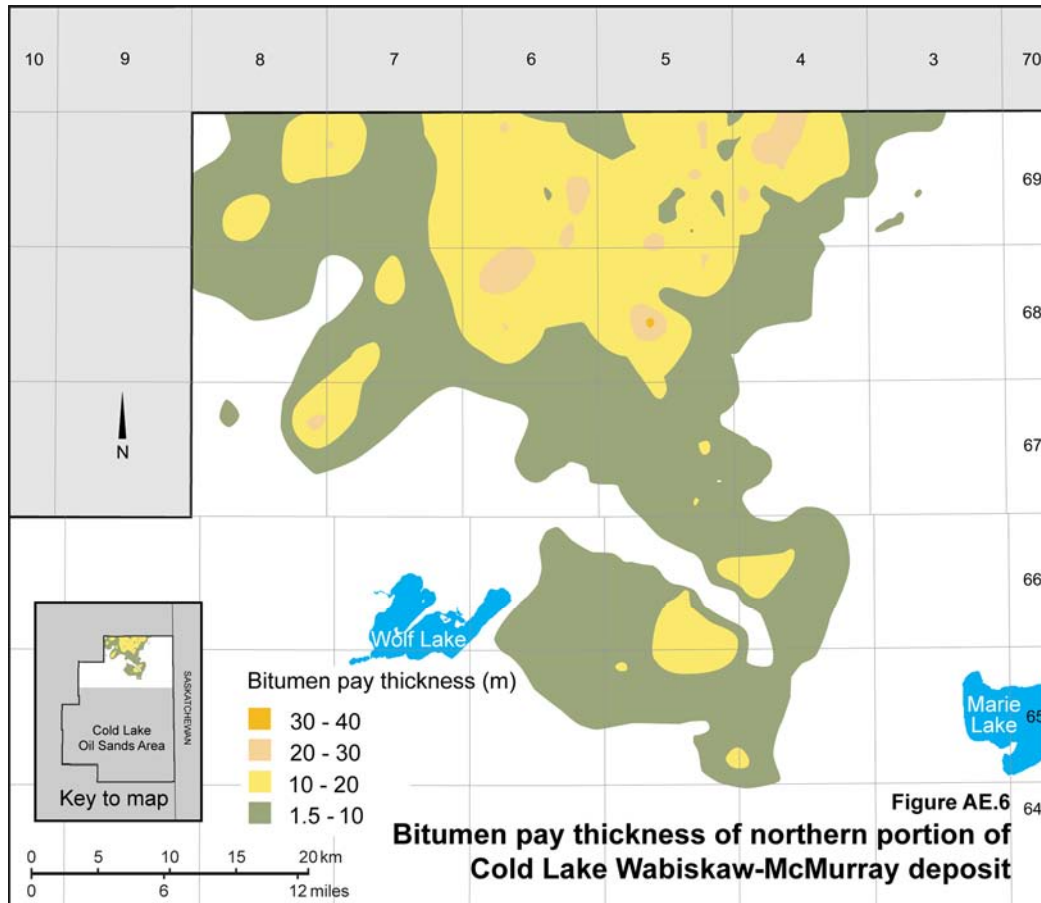 10 9 8 7 6 5 4 3 70
69
68
N
67
66
Wolf Lake
Bitumen pay thickness (m)
30 - 40
20 - 30
10 - 20
1.5 - 10
SASKATCHEWAN
Cold Lake
Oil Sands Area
Key to map
Marie
Lake
65
64
Figure AE.6
Bitumen pay thickness of northern portion of
Cold Lake Wabiskaw-McMurray deposit
0 5 10 15 20 km
0 6 12 miles